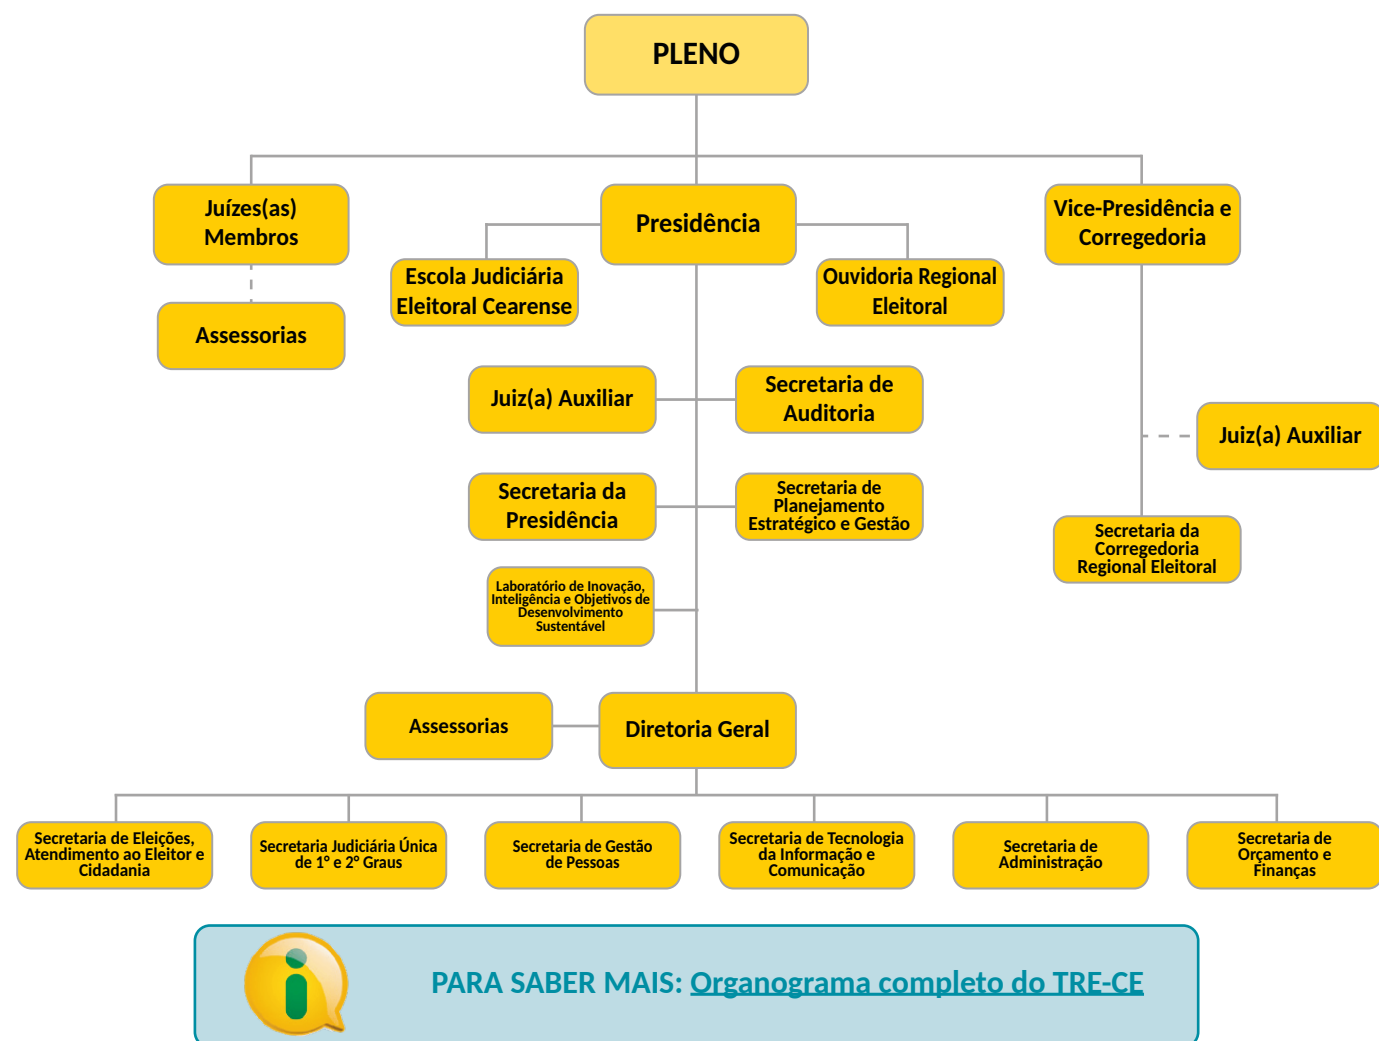 PLENO
Juízes(as)
Membros
Presidência
Vice-Presidência e
Corregedoria
Escola Judiciária
Eleitoral Cearense
Ouvidoria Regional
Eleitoral
Assessorias
Juiz(a) Auxiliar
Secretaria de
Auditoria
Juiz(a) Auxiliar
Secretaria da
Presidência
Secretaria de
Planejamento
Estratégico e Gestão
Secretaria da
Corregedoria
Regional Eleitoral
Laboratório de Inovação,
Inteligência e Objetivos de
Desenvolvimento
Sustentável
Assessorias
Diretoria Geral
Secretaria de Eleições,
Atendimento ao Eleitor e
Cidadania
Secretaria Judiciária Única
de 1° e 2° Graus
Secretaria de Gestão
de Pessoas
Secretaria de Tecnologia
da Informação e
Comunicação
Secretaria de
Administração
Secretaria de
Orçamento e
Finanças
PARA SABER MAIS: Organograma completo do TRE-CE